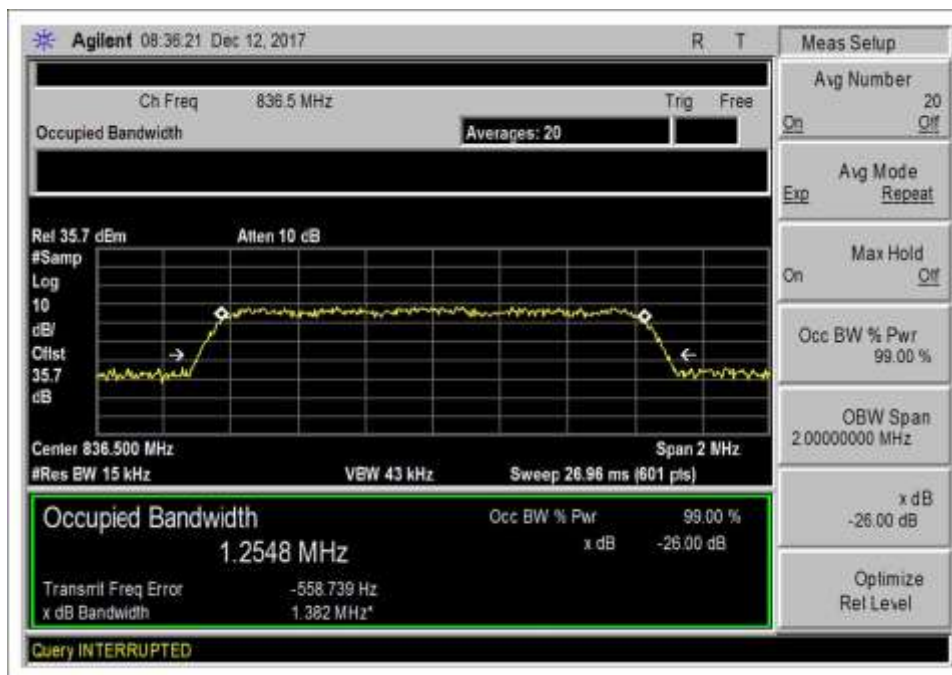 Agilent 08:36:21 Dec 12, 2017 R T
Ch Freq 836.5 MHz Trig Free
Occupied Bandwidth Averages: 20
Ref 35.7 dBm Atten 10 dB
#Samp
Log
10
dB/
Offst
35.7
dB
Center 836.500 MHz Span 2 MHz
#Res BW 15 kHz VBW 43 kHz Sweep 26.96 ms (601 pts)
Occupied Bandwidth Occ BW % Pwr 99.00 %
1.2548 MHz x dB -26.00 dB
Transmit Freq Error -558.739 Hz
x dB Bandwidth 1.382 MHz*
Query INTERRUPTED
Meas Setup
Avg Number
20
On Off
Avg Mode
Exp Repeat
Max Hold
On Off
Occ BW % Pwr
99.00 %
OBW Span
2.00000000 MHz
x dB
-26.00 dB
Optimize
Ref Level